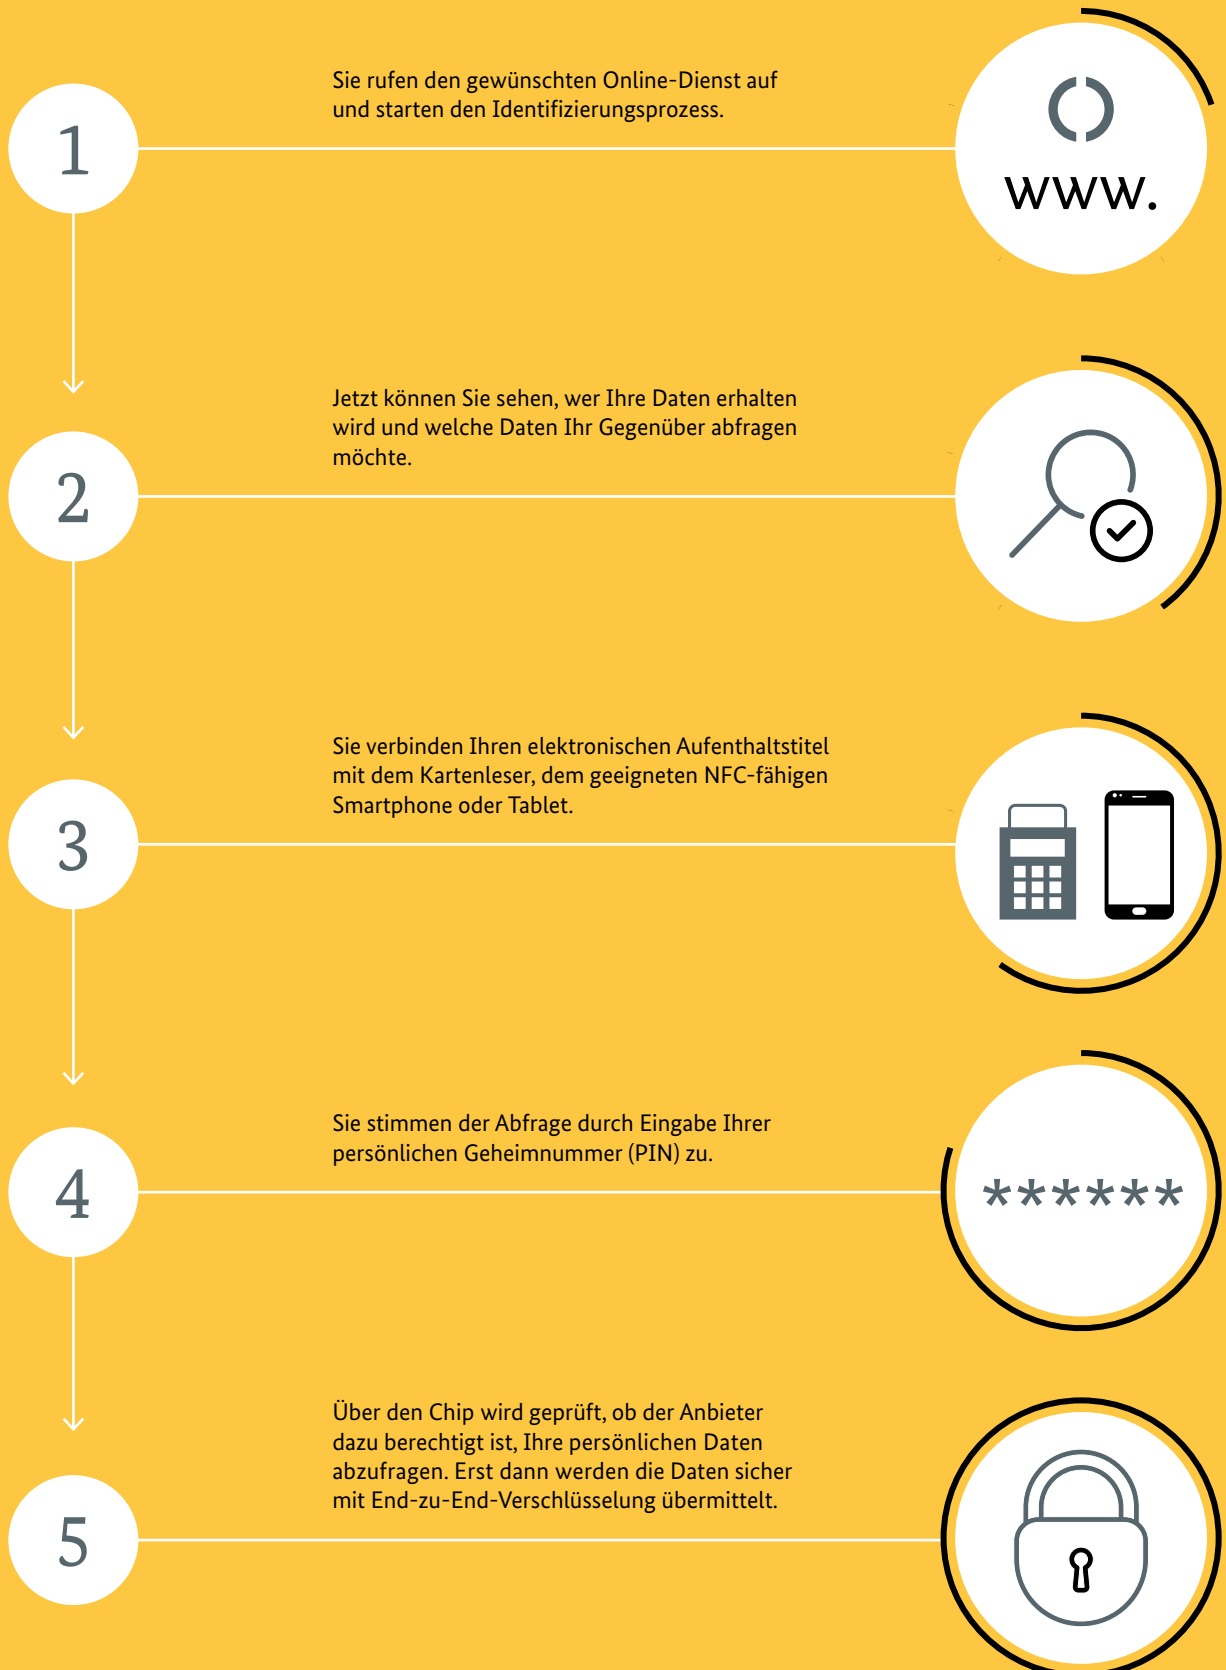 1
Sie rufen den gewünschten Online-Dienst auf
und starten den Identifizierungsprozess.
www.
2
Jetzt können Sie sehen, wer Ihre Daten erhalten
wird und welche Daten Ihr Gegenüber abfragen
möchte.
3
Sie verbinden Ihren elektronischen Aufenthaltstitel
mit dem Kartenleser, dem geeigneten NFC-fähigen
Smartphone oder Tablet.
4
Sie stimmen der Abfrage durch Eingabe Ihrer
persönlichen Geheimnummer (PIN) zu.
******
5
Über den Chip wird geprüft, ob der Anbieter
dazu berechtigt ist, Ihre persönlichen Daten
abzufragen. Erst dann werden die Daten sicher
mit End-zu-End-Verschlüsselung übermittelt.